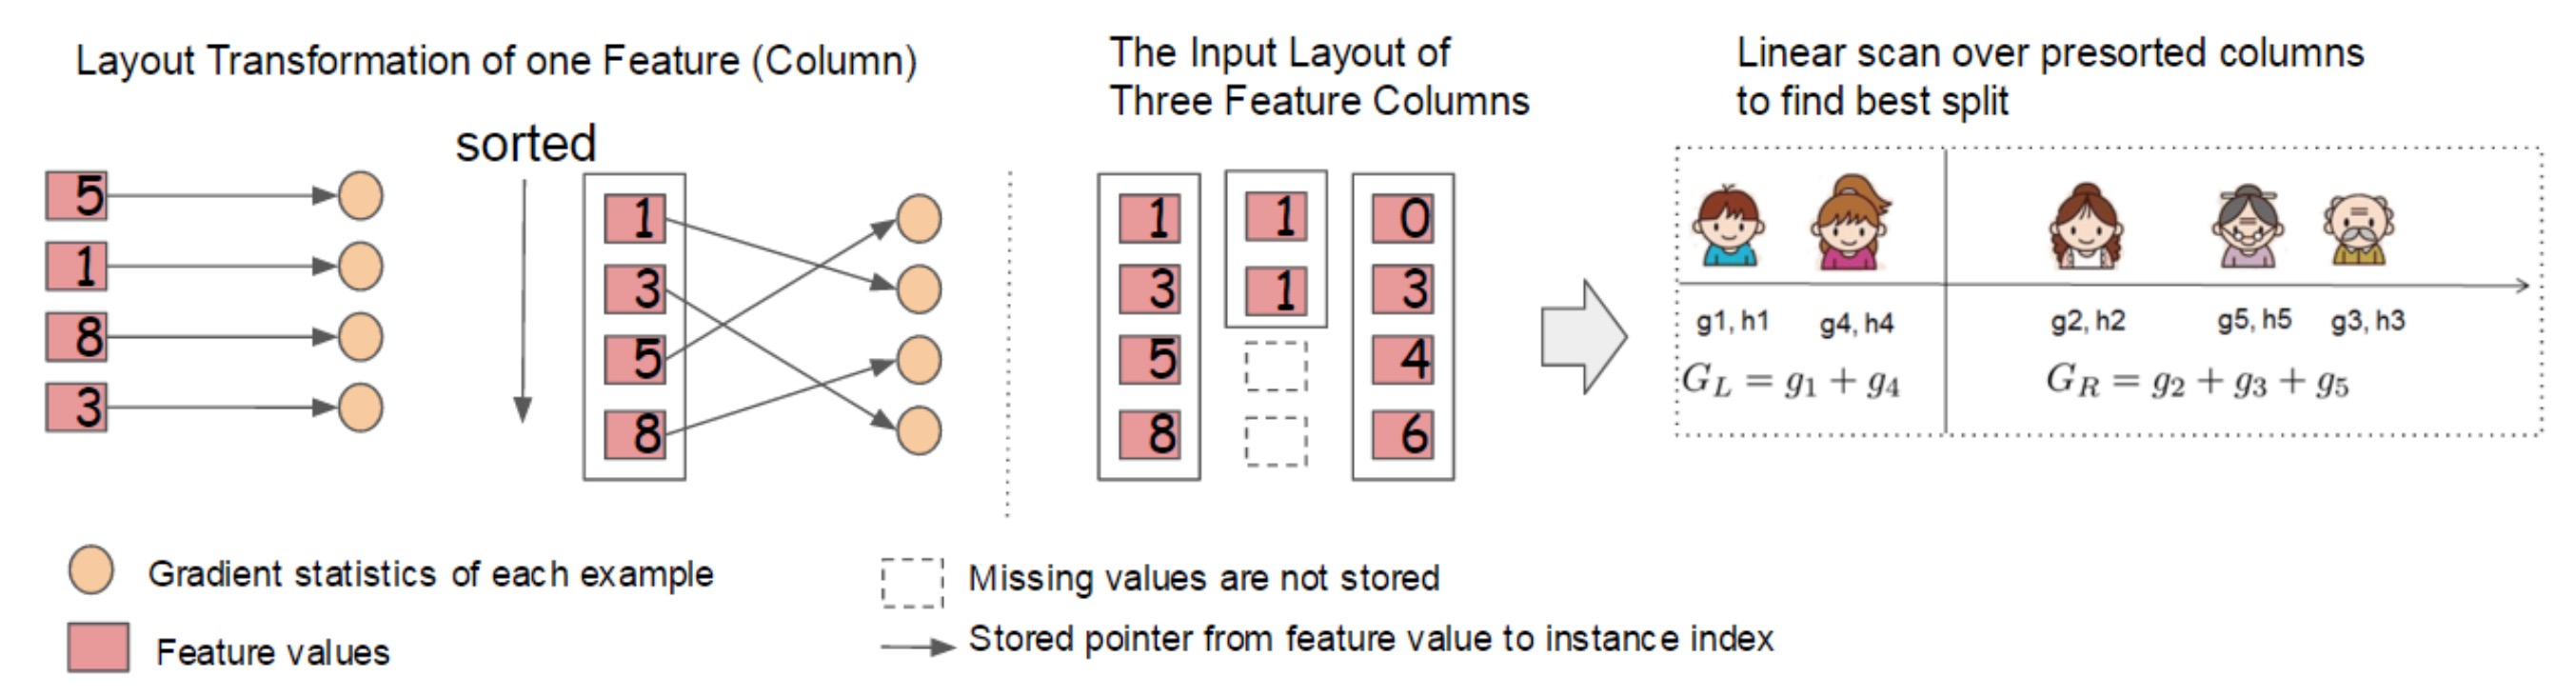 Layout Transformation of one Feature (Column)
sorted
5
1
8
3
1
3
5
8
The Input Layout of
Three Feature Columns
1
3
5
8
1
1
0
3
4
6
Linear scan over presorted columns
to find best split
g1, h1 g4, h4 g2, h2 g5, h5 g3, h3
G_L = g_1 + g_4
G_R = g_2 + g_3 + g_5
Gradient statistics of each example
Feature values
Missing values are not stored
Stored pointer from feature value to instance index